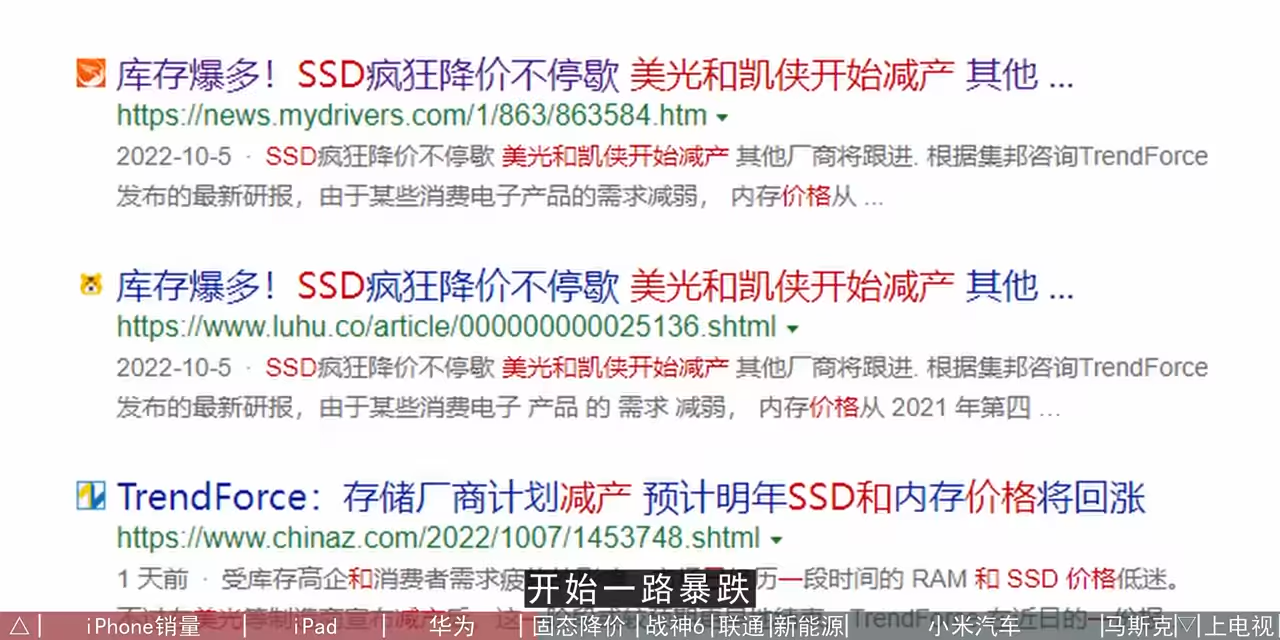 库存爆多！SSD疯狂降价不停歇 美光和凯侠开始减产 其他 ...
https://news.mydrivers.com/1/863/863584.htm
2022-10-5 · SSD疯狂降价不停歇 美光和凯侠开始减产 其他厂商将跟进. 根据集邦咨询TrendForce
发布的最新研报，由于某些消费电子产品的需求减弱， 内存价格从 ...
库存爆多！SSD疯狂降价不停歇 美光和凯侠开始减产 其他 ...
https://www.luhu.co/article/000000000025136.shtml
2022-10-5 · SSD疯狂降价不停歇 美光和凯侠开始减产 其他厂商将跟进. 根据集邦咨询TrendForce
发布的最新研报，由于某些消费电子 产品 的 需求 减弱， 内存价格从 2021 年第四 ...
TrendForce：存储厂商计划减产 预计明年SSD和内存价格将回涨
https://www.chinaz.com/2022/1007/1453748.shtml
1 天前 · 受库存高企和消费者需求疲 历一段时间的 RAM 和 SSD 价格低迷。
开始一路暴跌
△| iPhone销量 | iPad | 华为 |固态降价|战神6|联通|新能源| 小米汽车 |马斯克|▽|上电视